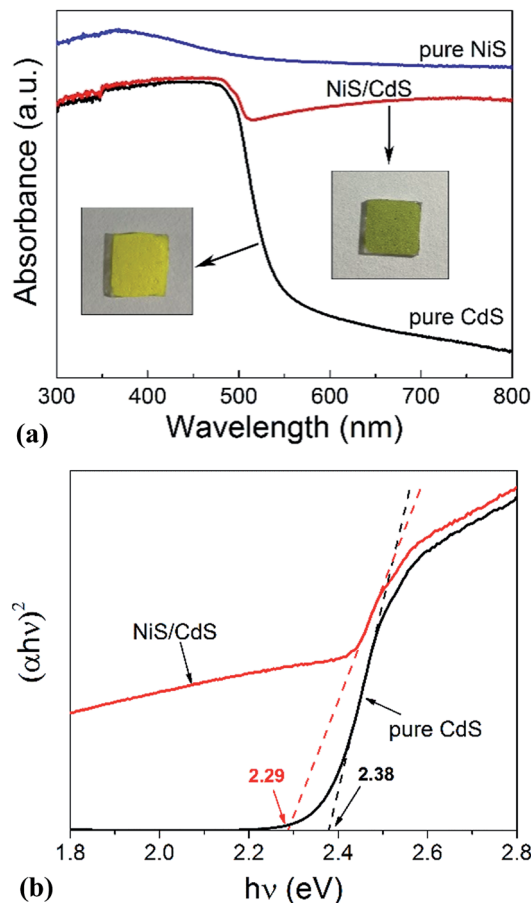 pure NiS
NiS/CdS
pure CdS
Absorbance (a.u.)
300 400 500 600 700 800
Wavelength (nm)
(a)
NiS/CdS
pure CdS
2.29
2.38
(αhν)²
1.8 2.0 2.2 2.4 2.6 2.8
hν (eV)
(b)